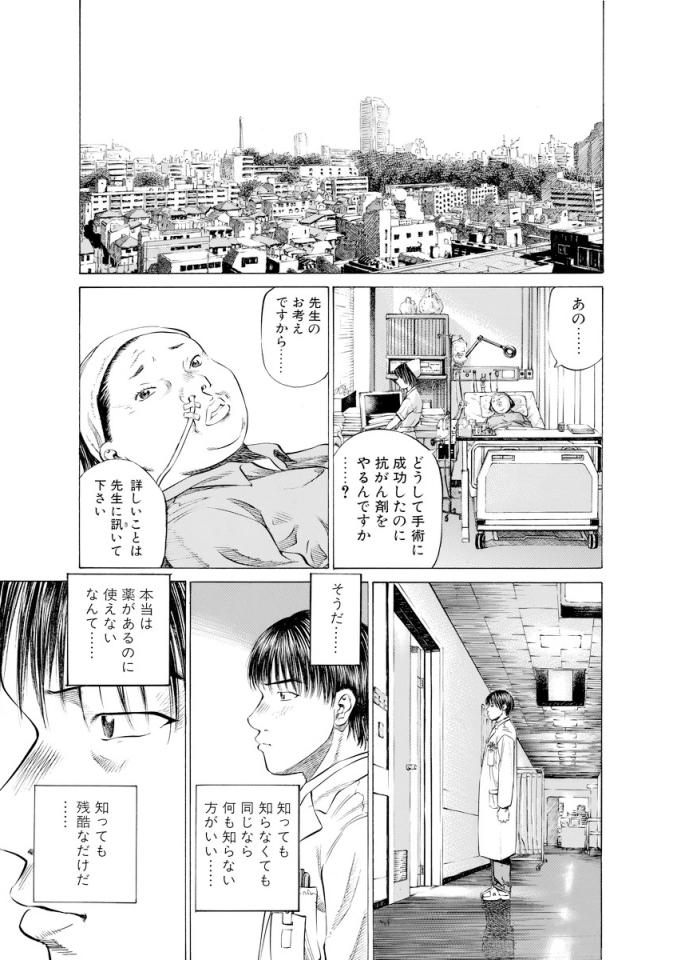 あの…
…
どうして手術に
成功したのに
抗がん剤を
やるんですか
……?
先生の
お考え
ですから……
詳しいことは
先生に訊いて
下さい
き
そうだ……
知っても
知らなくても
同じなら
何も知らない
方がいい……
本当は
薬があるのに
使えない
なんて……
知っても
残酷なだけだ
……